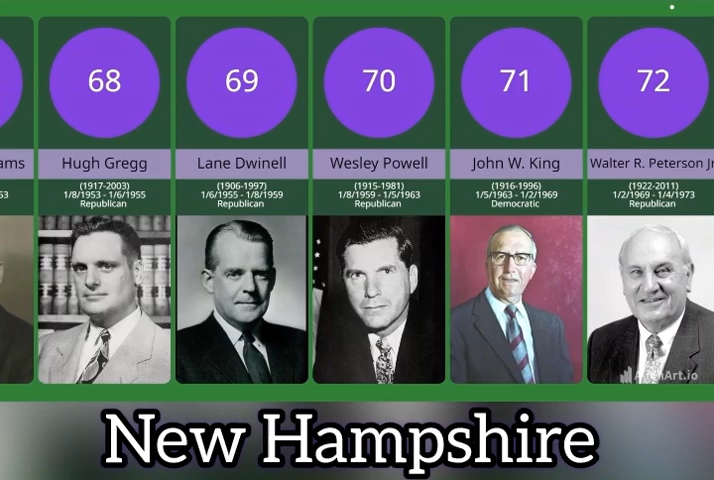 68
69
70
71
72
ams
Hugh Gregg
Lane Dwinell
Wesley Powell
John W. King
Walter R. Peterson Jr
53
(1917-2003)
1/8/1953 - 1/6/1955
Republican
(1906-1997)
1/6/1955 - 1/8/1959
Republican
(1915-1981)
1/8/1959 - 1/5/1963
Republican
(1916-1996)
1/5/1963 - 1/2/1969
Democratic
(1922-2011)
1/2/1969 - 1/4/1973
Republican
New Hampshire